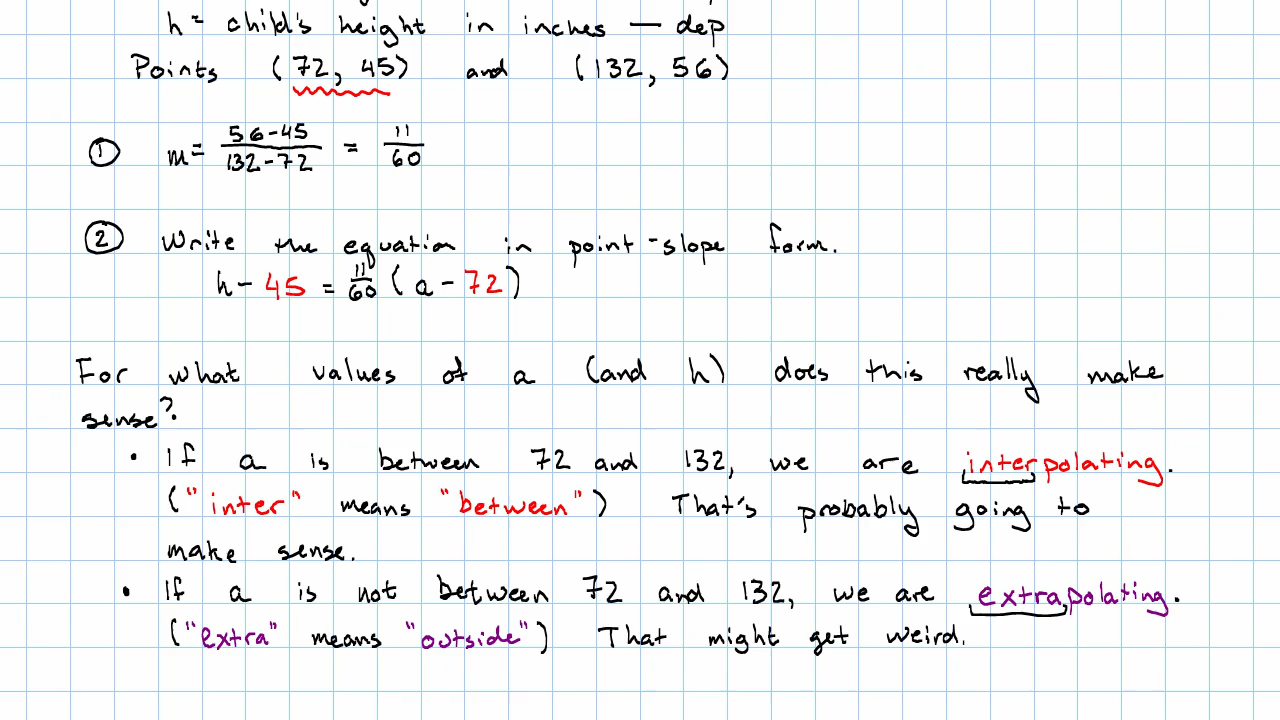 h = child's height in inches — dep
Points (72, 45) and (132, 56)
① m = (56-45)/(132-72) = 11/60
② Write the equation in point-slope form.
h - 45 = 11/60 (a - 72)
For what values of a (and h) does this really make
sense?
• If a is between 72 and 132, we are interpolating.
("inter" means "between") That's probably going to
make sense.
• If a is not between 72 and 132, we are extrapolating.
("extra" means "outside") That might get weird.